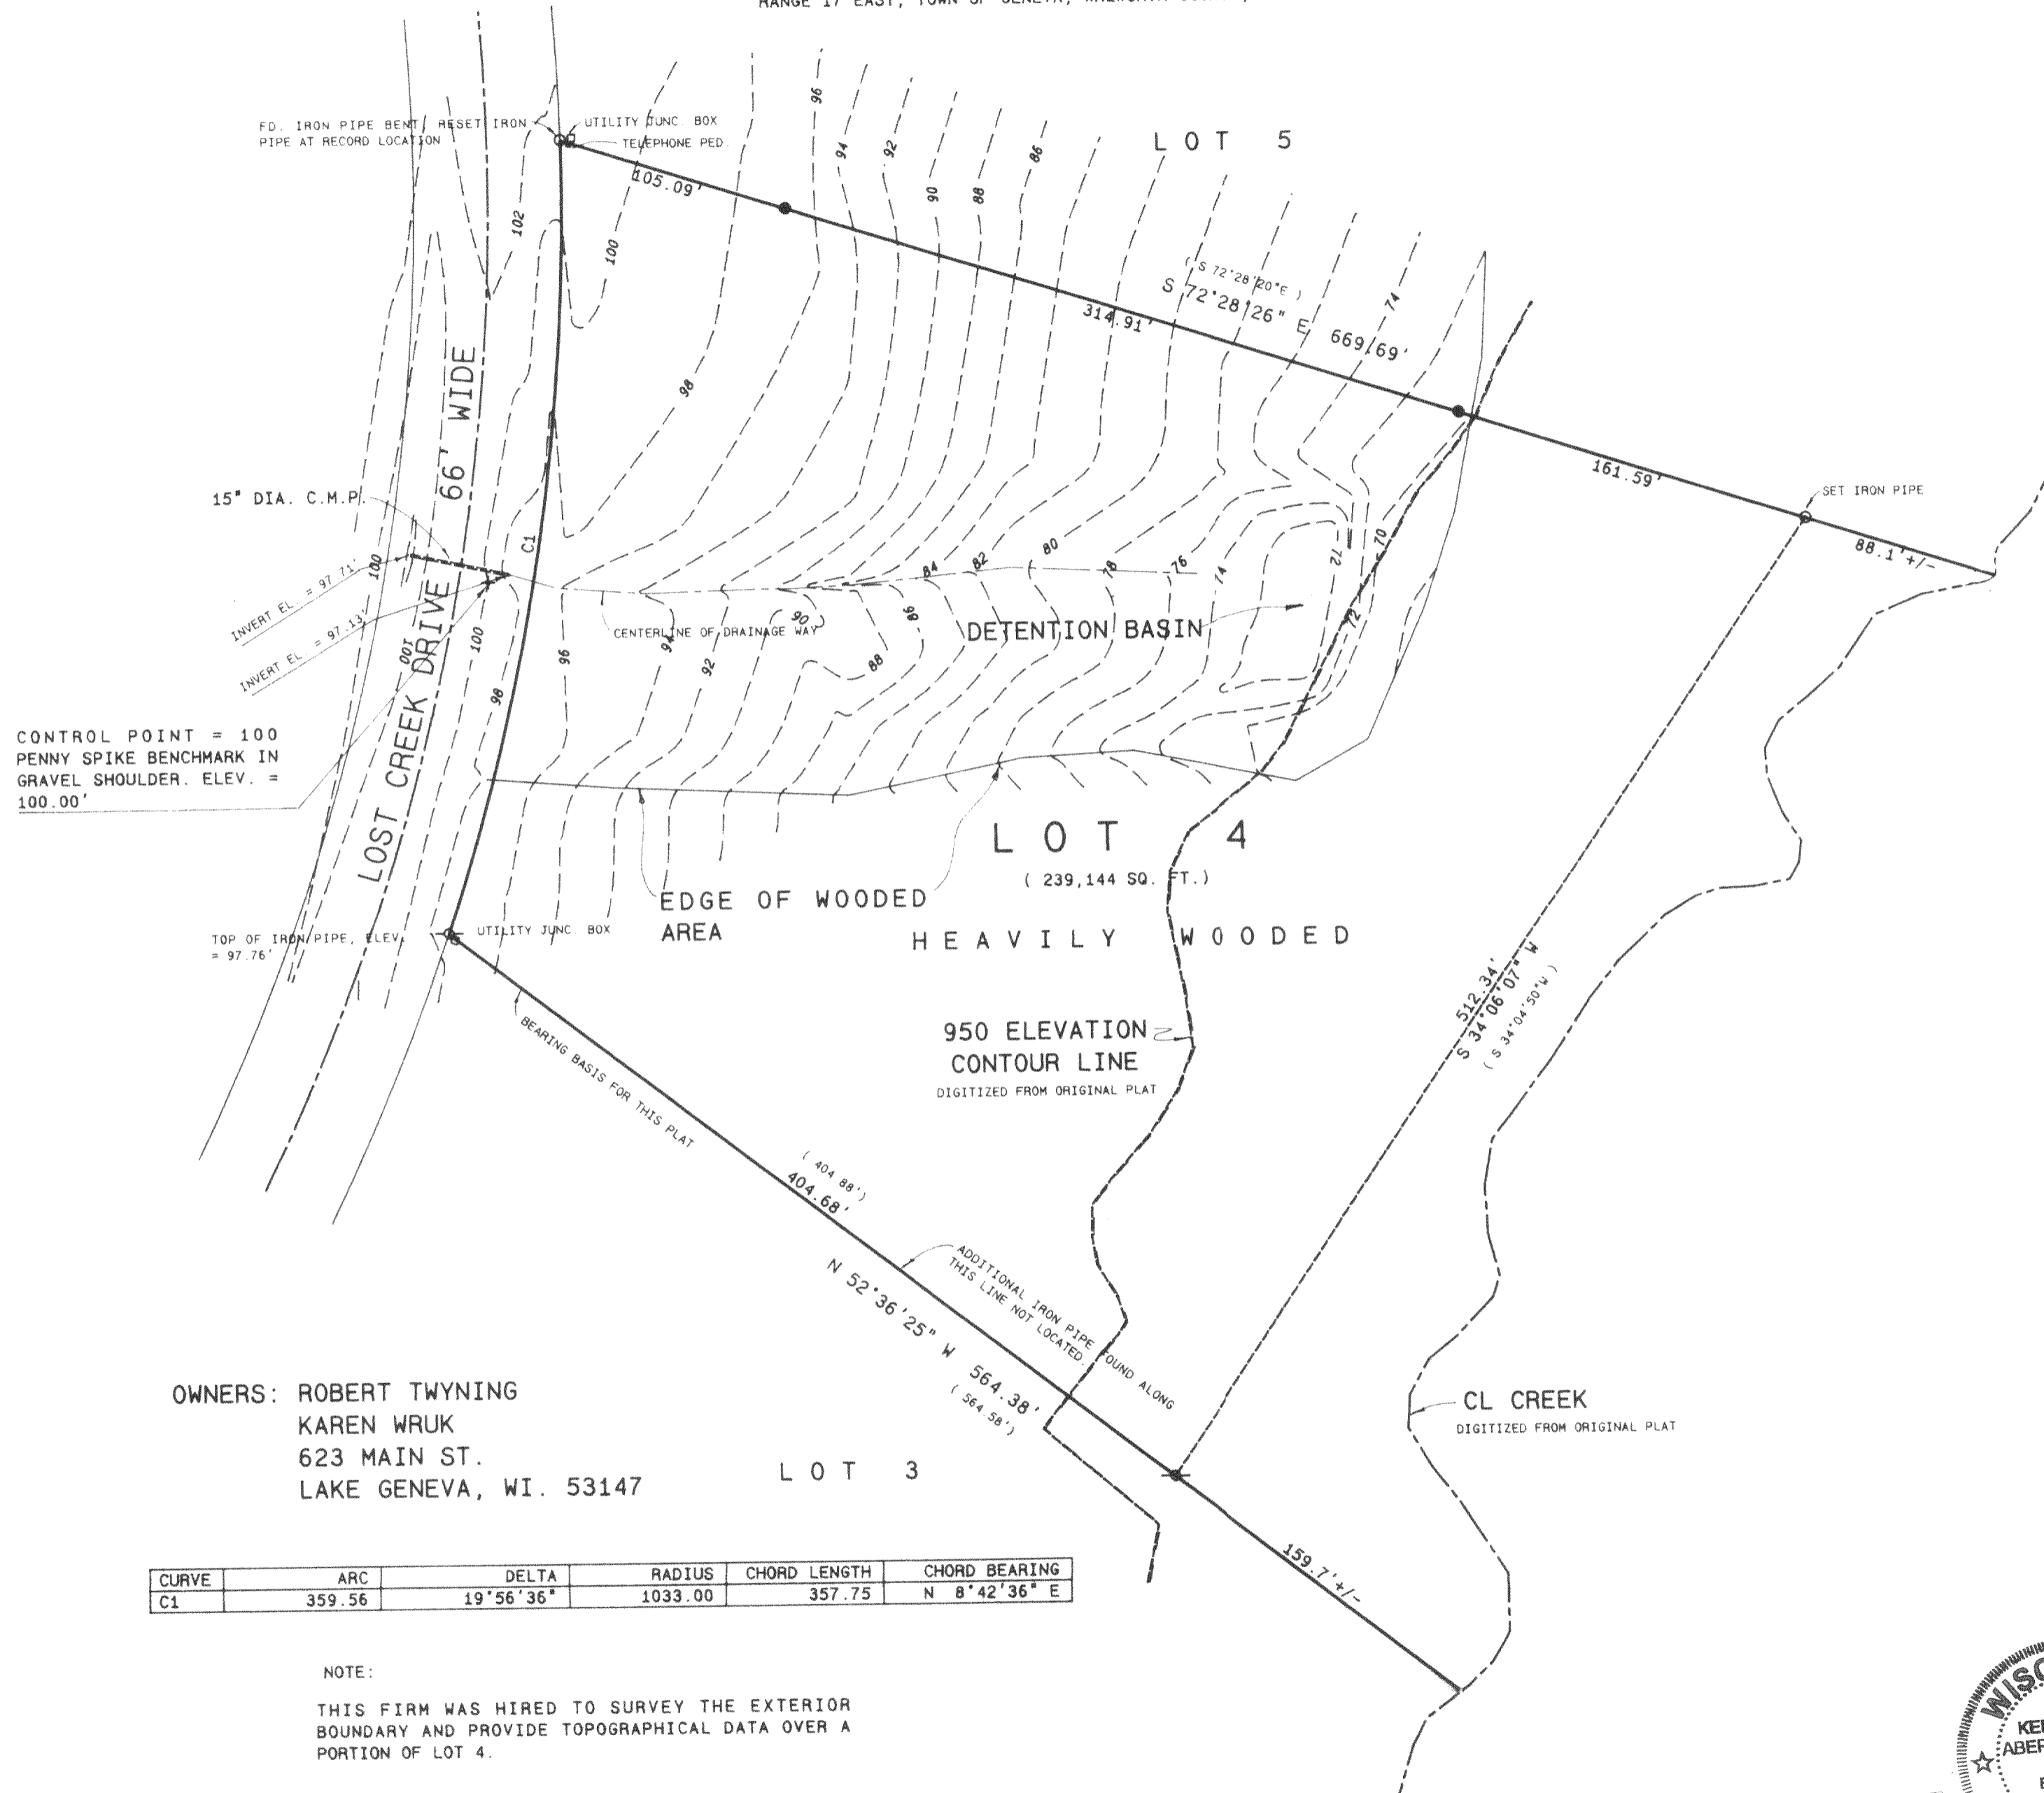 FD. IRON PIPE BENT, RESET IRON
PIPE AT RECORD LOCATION
UTILITY JUNC. BOX
TELEPHONE PED.
LOT 5
105.09'
314.91'
( S 72°28'20"E )
S 72°28'26" E 669.69'
161.59'
SET IRON PIPE
88.1'+/-
96
94
92
90
88
86
102
100
98
74
66' WIDE
LOST CREEK DRIVE
C1
15" DIA. C.M.P.
INVERT EL. = 97.71'
INVERT EL. = 97.13'
100
100
100
98
96
94
92
90
88
86
84
82
80
78
76
74
72
70
72
CENTERLINE OF DRAINAGE WAY
DETENTION BASIN
CONTROL POINT = 100
PENNY SPIKE BENCHMARK IN
GRAVEL SHOULDER. ELEV. =
100.00'
LOT 4
( 239,144 SQ. FT.)
EDGE OF WOODED
AREA
HEAVILY WOODED
TOP OF IRON PIPE, ELEV.
= 97.76'
UTILITY JUNC. BOX
BEARING BASIS FOR THIS PLAT
950 ELEVATION
CONTOUR LINE
DIGITIZED FROM ORIGINAL PLAT
512.34'
S 34°06'07" W
( S 34°04'50"W )
( 404.88')
404.68'
N 52°36'25" W 564.38'
( 564.58')
ADDITIONAL IRON PIPE FOUND ALONG
THIS LINE NOT LOCATED.
CL CREEK
DIGITIZED FROM ORIGINAL PLAT
159.7'+/-
OWNERS: ROBERT TWYNING
KAREN WRUK
623 MAIN ST.
LAKE GENEVA, WI. 53147
LOT 3
CURVE ARC DELTA RADIUS CHORD LENGTH CHORD BEARING
C1 359.56 19°56'36" 1033.00 357.75 N 8°42'36" E
NOTE:
THIS FIRM WAS HIRED TO SURVEY THE EXTERIOR
BOUNDARY AND PROVIDE TOPOGRAPHICAL DATA OVER A
PORTION OF LOT 4.